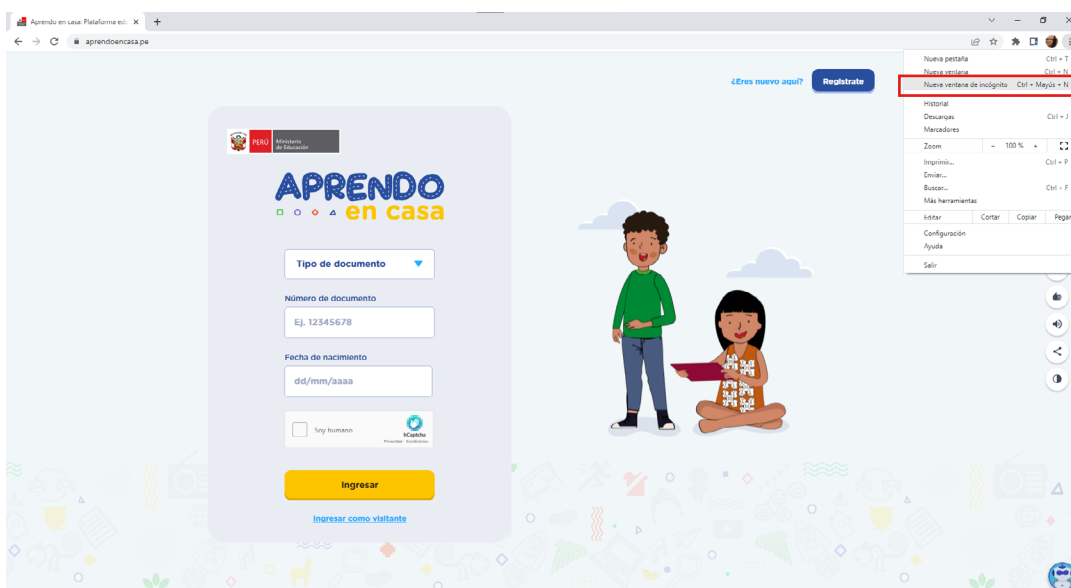 Aprendo en casa: Plataforma edu
aprendoencasa.pe
¿Eres nuevo aquí? Regístrate
PERÚ Ministerio
de Educación
APRENDO
en casa
Tipo de documento
Número de documento
Ej. 12345678
Fecha de nacimiento
dd/mm/aaaa
Soy humano
hCaptcha
Privacidad - Condiciones
Ingresar
Ingresar como visitante
Nueva pestaña Ctrl + T
Nueva ventana Ctrl + N
Nueva ventana de incógnito Ctrl + Mayús + N
Historial
Descargas Ctrl + J
Marcadores
Zoom - 100 % +
Imprimir... Ctrl + P
Enviar...
Buscar... Ctrl + F
Más herramientas
Editar Cortar Copiar Pegar
Configuración
Ayuda
Salir